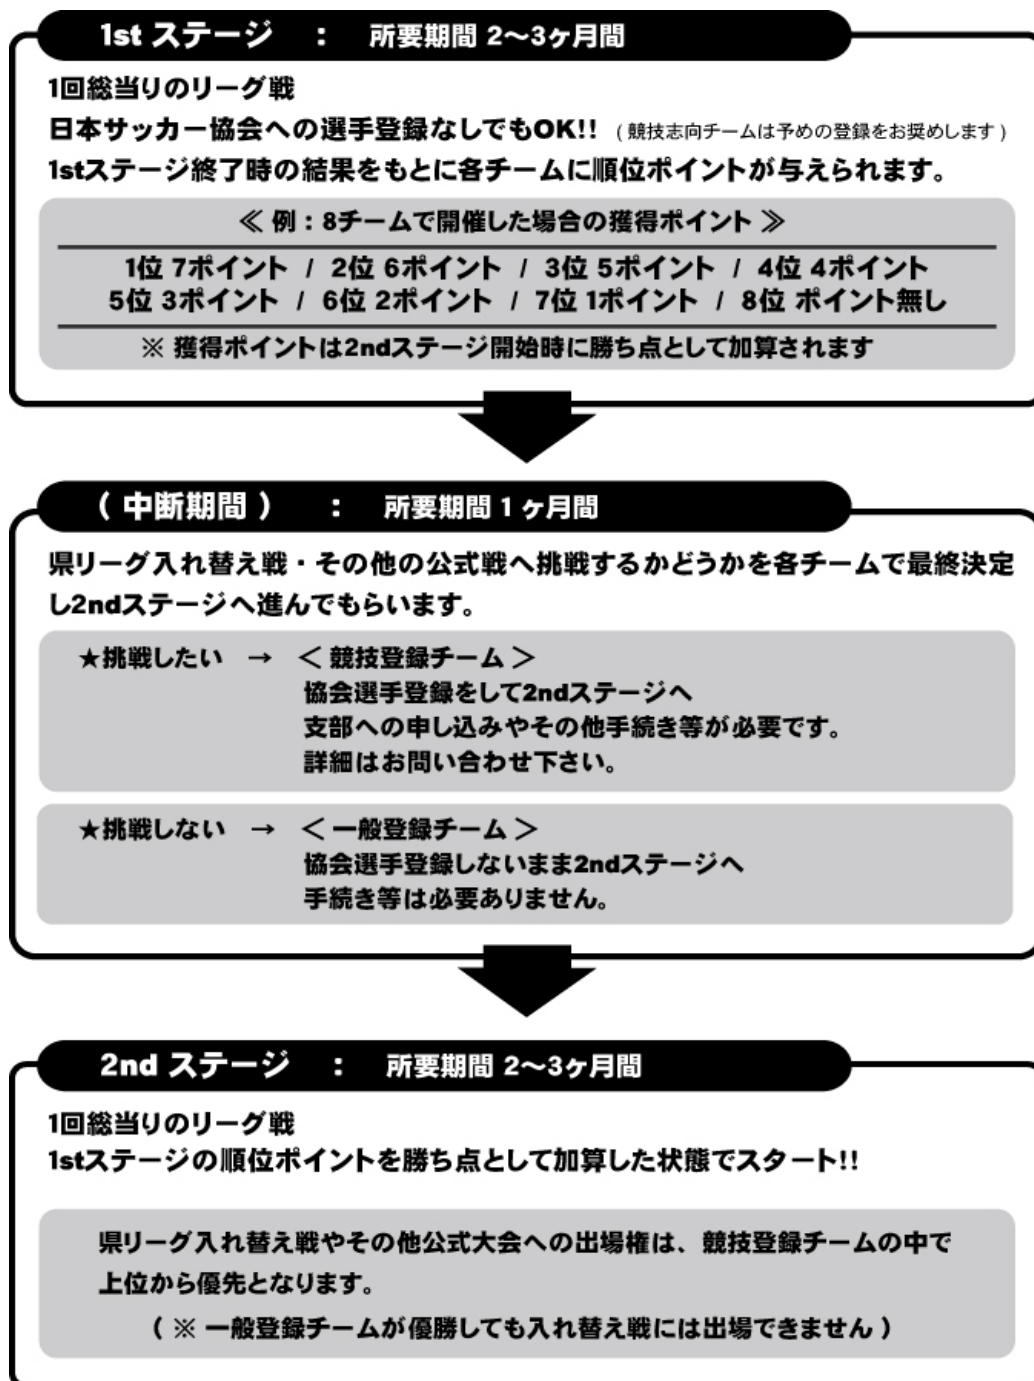 1st ステージ : 所要期間 2〜3ヶ月間
1回総当りのリーグ戦
日本サッカー協会への選手登録なしでもOK!! ( 競技志向チームは予めの登録をお奨めします )
1stステージ終了時の結果をもとに各チームに順位ポイントが与えられます。
≪ 例：8チームで開催した場合の獲得ポイント ≫
1位 7ポイント / 2位 6ポイント / 3位 5ポイント / 4位 4ポイント
5位 3ポイント / 6位 2ポイント / 7位 1ポイント / 8位 ポイント無し
※ 獲得ポイントは2ndステージ開始時に勝ち点として加算されます
( 中断期間 ) : 所要期間 1 ヶ月間
県リーグ入れ替え戦・その他の公式戦へ挑戦するかどうかを各チームで最終決定
し2ndステージへ進んでもらいます。
★挑戦したい → ＜ 競技登録チーム ＞
協会選手登録をして2ndステージへ
支部への申し込みやその他手続き等が必要です。
詳細はお問い合わせ下さい。
★挑戦しない → ＜ 一般登録チーム ＞
協会選手登録しないまま2ndステージへ
手続き等は必要ありません。
2nd ステージ : 所要期間 2〜3ヶ月間
1回総当りのリーグ戦
1stステージの順位ポイントを勝ち点として加算した状態でスタート!!
県リーグ入れ替え戦やその他公式大会への出場権は、競技登録チームの中で
上位から優先となります。
( ※ 一般登録チームが優勝しても入れ替え戦には出場できません )